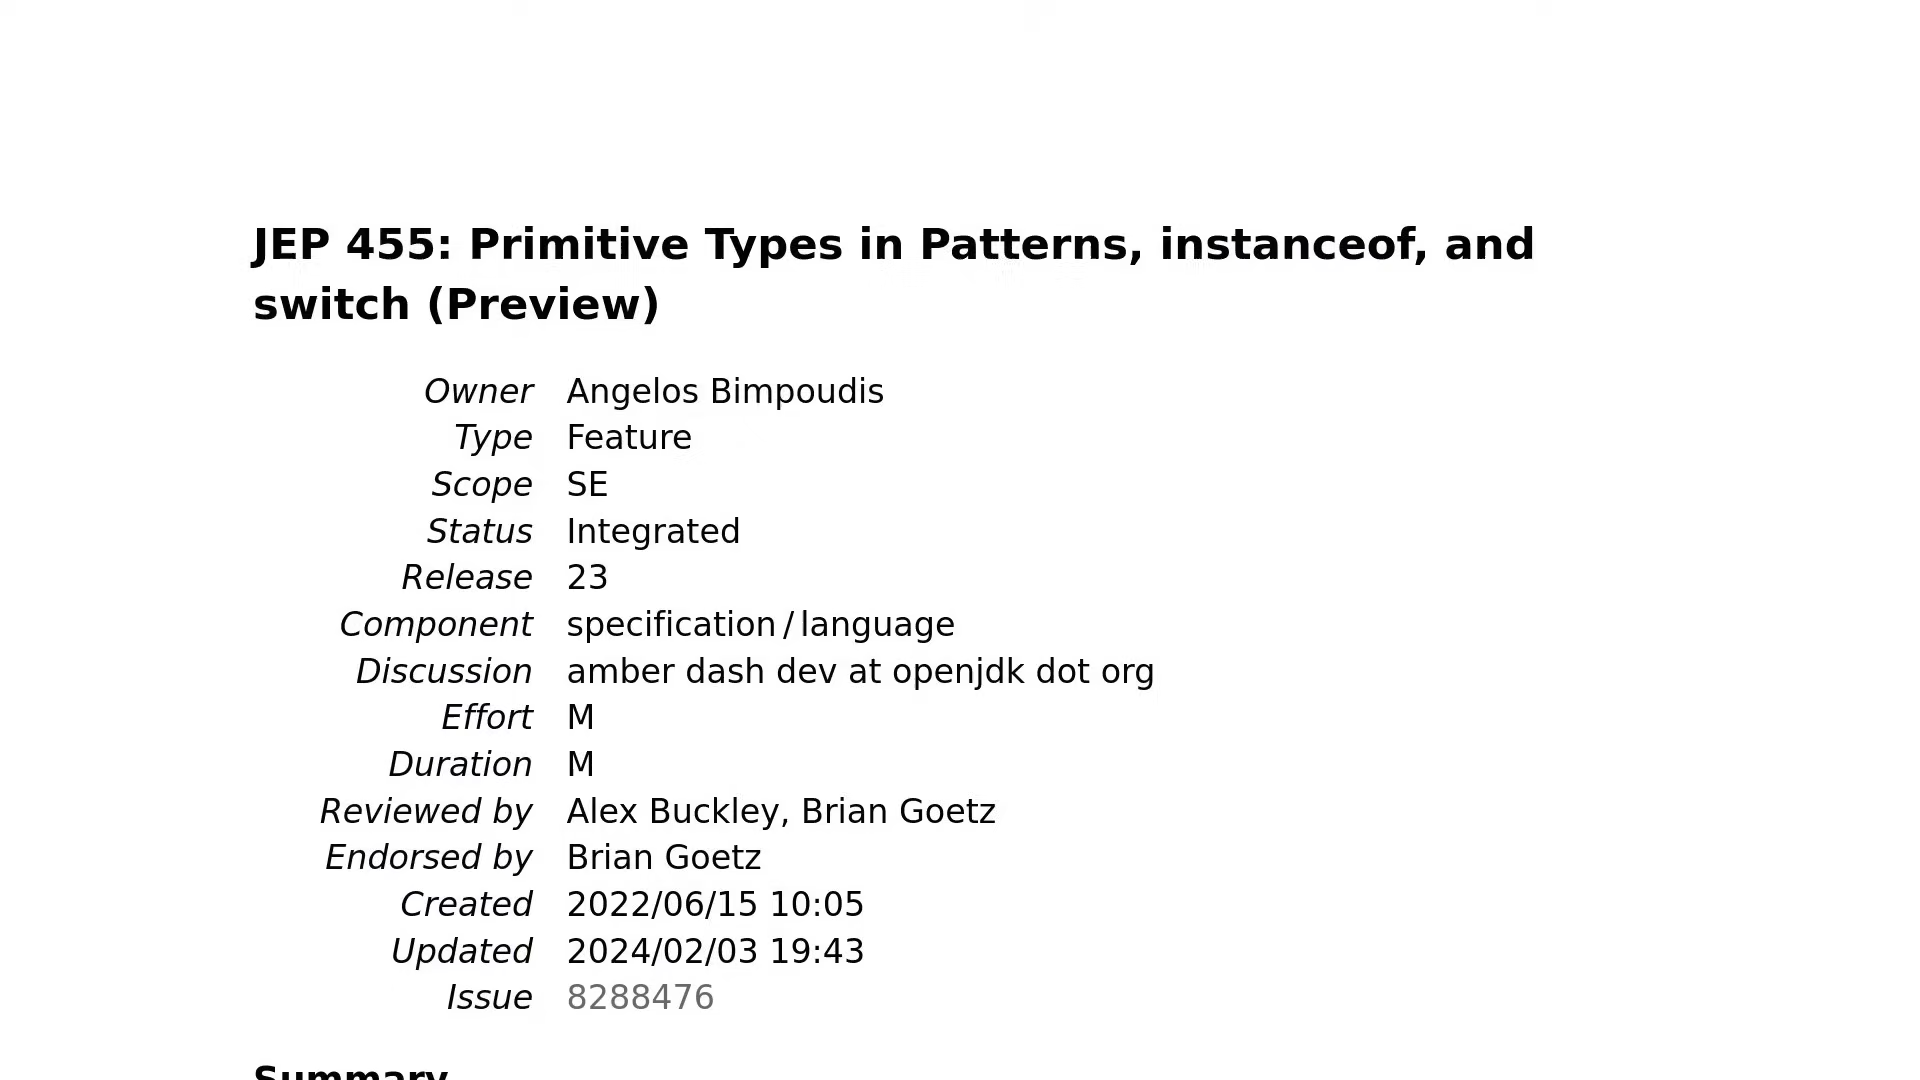 JEP 455: Primitive Types in Patterns, instanceof, and
switch (Preview)
Owner Angelos Bimpoudis
Type Feature
Scope SE
Status Integrated
Release 23
Component specification / language
Discussion amber dash dev at openjdk dot org
Effort M
Duration M
Reviewed by Alex Buckley, Brian Goetz
Endorsed by Brian Goetz
Created 2022/06/15 10:05
Updated 2024/02/03 19:43
Issue 8288476
Summary